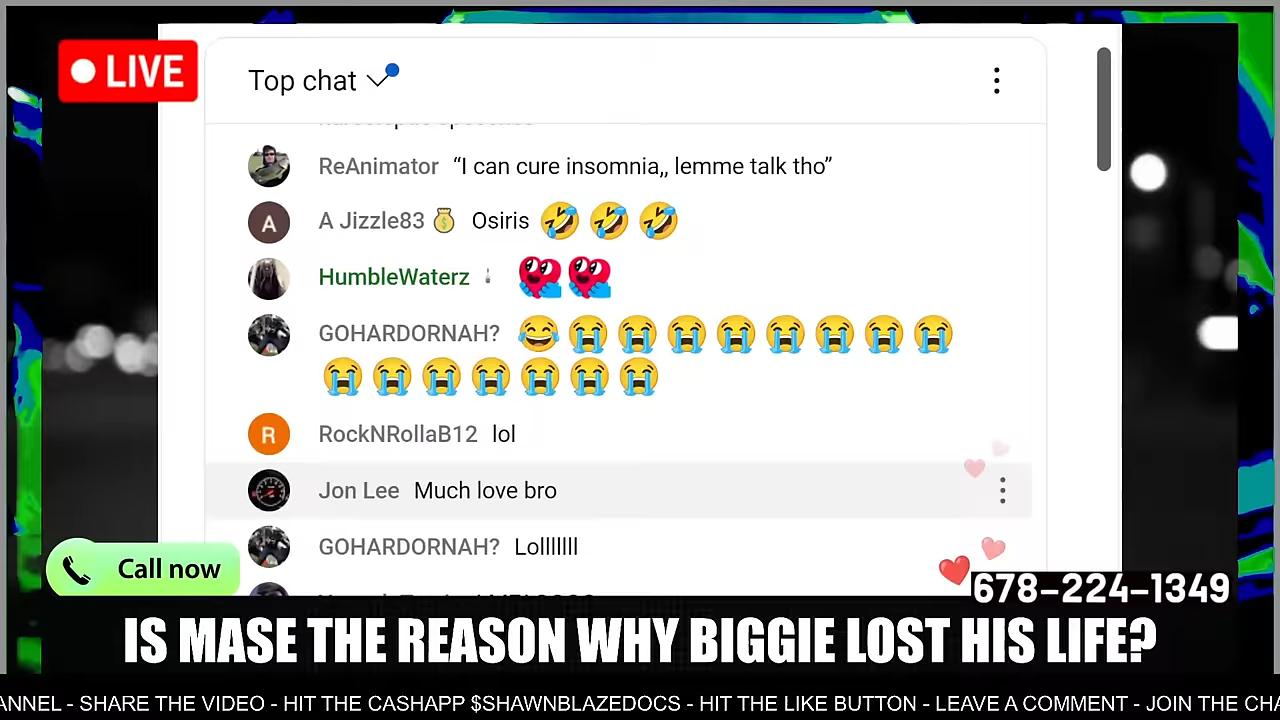 LIVE
Top chat
ReAnimator “I can cure insomnia,, lemme talk tho”
A
A Jizzle83 Osiris
HumbleWaterz
GOHARDORNAH?
R
RockNRollaB12 lol
Jon Lee Much love bro
GOHARDORNAH? Lolllllll
Call now
678-224-1349
IS MASE THE REASON WHY BIGGIE LOST HIS LIFE?
ANNEL - SHARE THE VIDEO - HIT THE CASHAPP $SHAWNBLAZEDOCS - HIT THE LIKE BUTTON - LEAVE A COMMENT - JOIN THE CHA